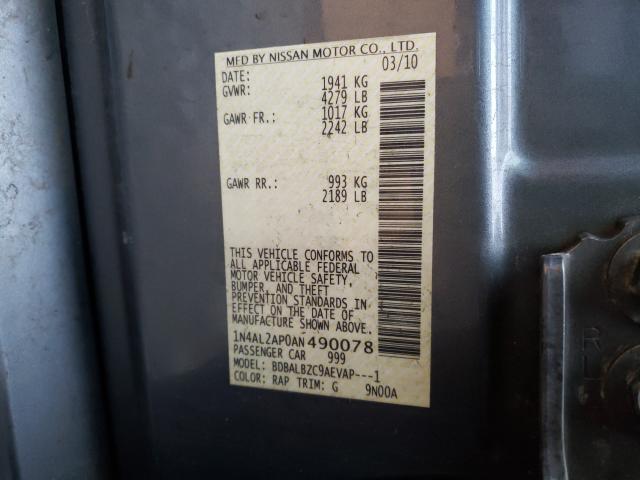 MFD BY NISSAN MOTOR CO., LTD.
DATE: 03/10
GVWR: 1941 KG
4279 LB
GAWR FR.: 1017 KG
2242 LB
GAWR RR.: 993 KG
2189 LB
THIS VEHICLE CONFORMS TO
ALL APPLICABLE FEDERAL
MOTOR VEHICLE SAFETY,
BUMPER, AND THEFT
PREVENTION STANDARDS IN
EFFECT ON THE DATE OF
MANUFACTURE SHOWN ABOVE.
1N4AL2AP0AN490078
PASSENGER CAR 999
MODEL: BDBALBZC9AEVAP---1
COLOR: RAP TRIM: G 9N00A
R
L